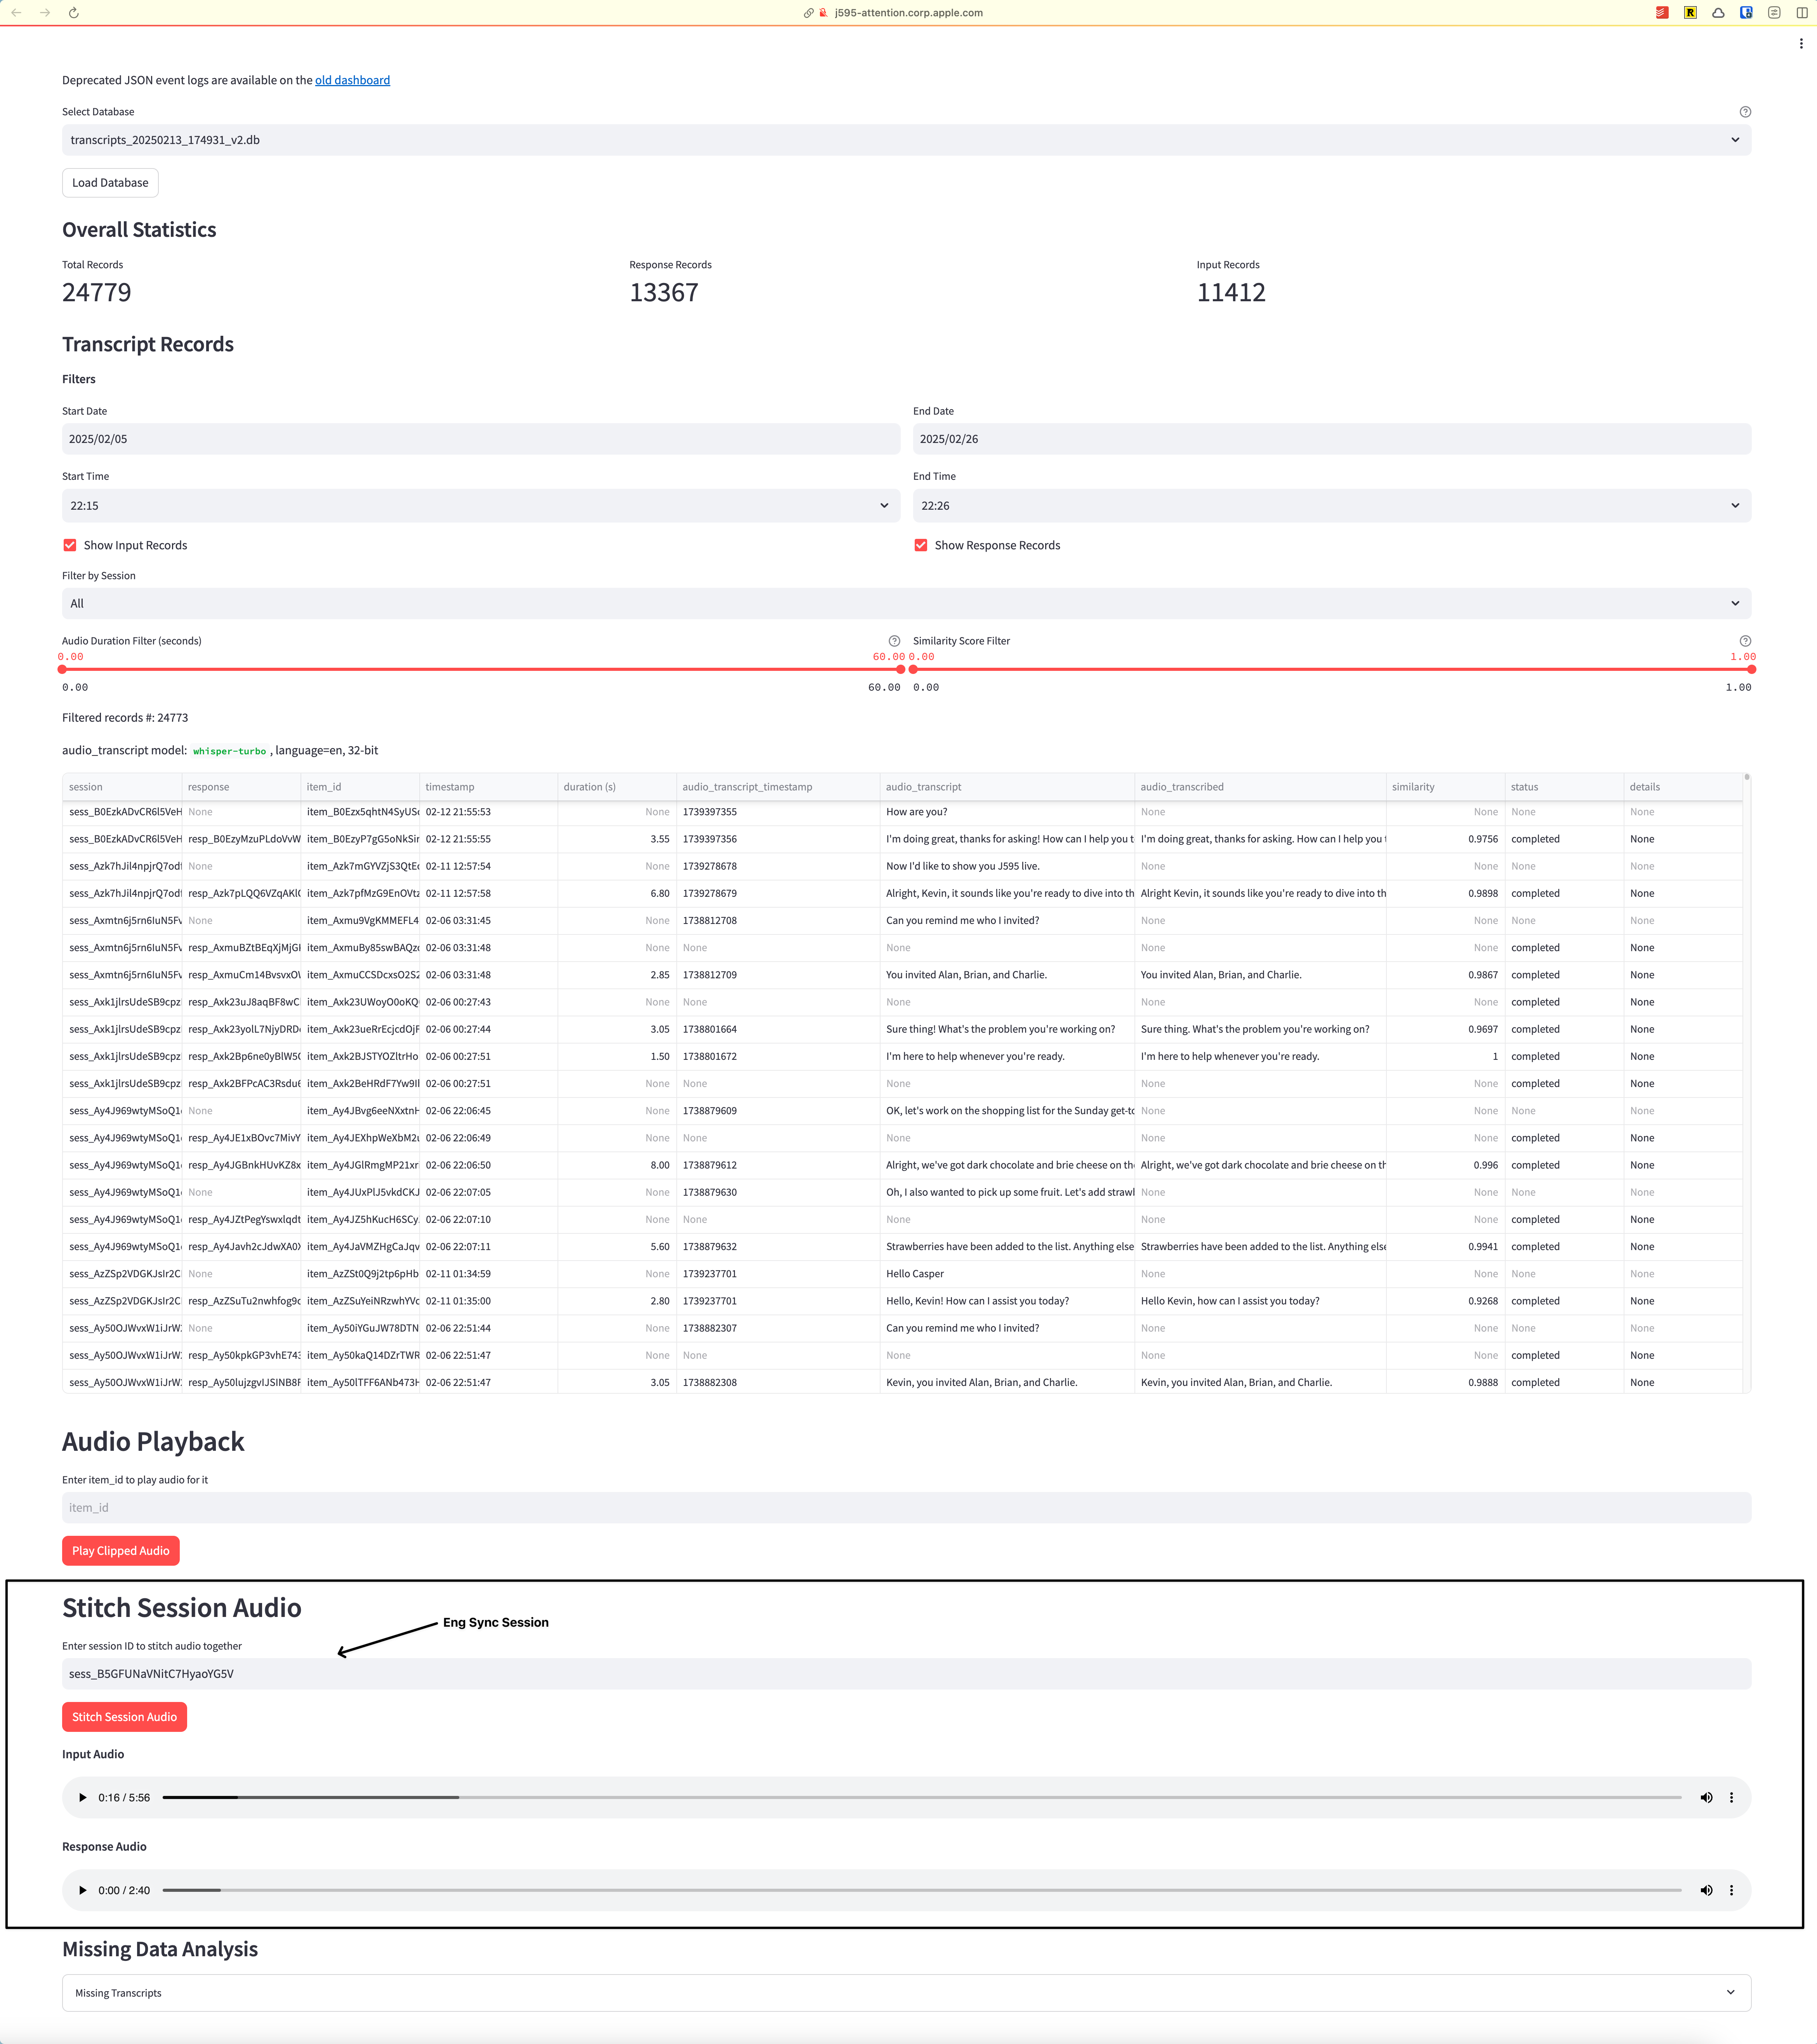 j595-attention.corp.apple.com
Deprecated JSON event logs are available on the old dashboard
Select Database
transcripts_20250213_174931_v2.db
Load Database
Overall Statistics
Total Records Response Records Input Records
24779 13367 11412
Transcript Records
Filters
Start Date End Date
2025/02/05 2025/02/26
Start Time End Time
22:15 22:26
Show Input Records Show Response Records
Filter by Session
All
Audio Duration Filter (seconds) Similarity Score Filter
0.00 60.00 0.00 1.00
0.00 60.00 0.00 1.00
Filtered records #: 24773
audio_transcript model: whisper-turbo , language=en, 32-bit
session response item_id timestamp duration (s) audio_transcript_timestamp audio_transcript audio_transcribed similarity status details
sess_B0EzkADvCR6l5VeH None item_B0Ezx5qhtN4SyUS 02-12 21:55:53 None 1739397355 How are you? None None None None
sess_B0EzkADvCR6l5VeH resp_B0EzyMzuPLdoVvW item_B0EzyP7gG5oNkSir 02-12 21:55:55 3.55 1739397356 I'm doing great, thanks for asking! How can I help you t I'm doing great, thanks for asking. How can I help you 0.9756 completed None
sess_Azk7hJil4npjrQ7od None item_Azk7mGYVZjS3QtE 02-11 12:57:54 None 1739278678 Now I'd like to show you J595 live. None None None None
sess_Azk7hJil4npjrQ7od resp_Azk7pLQQ6VZqAKl item_Azk7pfMzG9EnOVtz 02-11 12:57:58 6.80 1739278679 Alright, Kevin, it sounds like you're ready to dive into th Alright Kevin, it sounds like you're ready to dive into th 0.9898 completed None
sess_Axmtn6j5rn6IuN5F None item_Axmu9VgKMMEFL4 02-06 03:31:45 None 1738812708 Can you remind me who I invited? None None None None
sess_Axmtn6j5rn6IuN5F resp_AxmuBZtBEqXjMjG item_AxmuBy85swBAQz 02-06 03:31:48 None None None None None completed None
sess_Axmtn6j5rn6IuN5F resp_AxmuCm14BvsvxO item_AxmuCCSDcxsO2S2 02-06 03:31:48 2.85 1738812709 You invited Alan, Brian, and Charlie. You invited Alan, Brian, and Charlie. 0.9867 completed None
sess_Axk1jlrsUdeSB9cpz resp_Axk23uJ8aqBF8wC item_Axk23UWoyO0oKQ 02-06 00:27:43 None None None None None completed None
sess_Axk1jlrsUdeSB9cpz resp_Axk23yolL7NjyDRD item_Axk23ueRrEcjcdOjF 02-06 00:27:44 3.05 1738801664 Sure thing! What's the problem you're working on? Sure thing. What's the problem you're working on? 0.9697 completed None
sess_Axk1jlrsUdeSB9cpz resp_Axk2Bp6ne0yBlW5 item_Axk2BJSTYOZltrHo 02-06 00:27:51 1.50 1738801672 I'm here to help whenever you're ready. I'm here to help whenever you're ready. 1 completed None
sess_Axk1jlrsUdeSB9cpz resp_Axk2BFPcAC3Rsdu item_Axk2BeHRdF7Yw9I 02-06 00:27:51 None None None None None completed None
sess_Ay4J969wtyMSoQ1 None item_Ay4JBvg6eeNXxtn 02-06 22:06:45 None 1738879609 OK, let's work on the shopping list for the Sunday get-to None None None None
sess_Ay4J969wtyMSoQ1 resp_Ay4JE1xBOvc7MivY item_Ay4JEXhpWeXbM2 02-06 22:06:49 None None None None None completed None
sess_Ay4J969wtyMSoQ1 resp_Ay4JGBnkHUvKZ8x item_Ay4JGlRmgMP21xr 02-06 22:06:50 8.00 1738879612 Alright, we've got dark chocolate and brie cheese on th Alright, we've got dark chocolate and brie cheese on th 0.996 completed None
sess_Ay4J969wtyMSoQ1 None item_Ay4JUxPlJ5vkdCKJ 02-06 22:07:05 None 1738879630 Oh, I also wanted to pick up some fruit. Let's add straw None None None None
sess_Ay4J969wtyMSoQ1 resp_Ay4JZtPegYswxlqdt item_Ay4JZ5hKucH6SCy 02-06 22:07:10 None None None None None completed None
sess_Ay4J969wtyMSoQ1 resp_Ay4Javh2cJdwXA0 item_Ay4JaVMZHgCaJqv 02-06 22:07:11 5.60 1738879632 Strawberries have been added to the list. Anything else Strawberries have been added to the list. Anything else 0.9941 completed None
sess_AzZSp2VDGKJsIr2C None item_AzZSt0Q9j2tp6pHb 02-11 01:34:59 None 1739237701 Hello Casper None None None None
sess_AzZSp2VDGKJsIr2C resp_AzZSuTu2nwhfog9 item_AzZSuYeiNRzwhYV 02-11 01:35:00 2.80 1739237701 Hello, Kevin! How can I assist you today? Hello Kevin, how can I assist you today? 0.9268 completed None
sess_Ay50OJWvxW1iJrW None item_Ay50iYGuJW78DTN 02-06 22:51:44 None 1738882307 Can you remind me who I invited? None None None None
sess_Ay50OJWvxW1iJrW resp_Ay50kpkGP3vhE743 item_Ay50kaQ14DZrTWR 02-06 22:51:47 None None None None None completed None
sess_Ay50OJWvxW1iJrW resp_Ay50lujzgvIJSINB8F item_Ay50lTFF6ANb473 02-06 22:51:47 3.05 1738882308 Kevin, you invited Alan, Brian, and Charlie. Kevin, you invited Alan, Brian, and Charlie. 0.9888 completed None
Audio Playback
Enter item_id to play audio for it
item_id
Play Clipped Audio
Stitch Session Audio
Eng Sync Session
Enter session ID to stitch audio together
sess_B5GFUNaVNitC7HyaoYG5V
Stitch Session Audio
Input Audio
0:16 / 5:56
Response Audio
0:00 / 2:40
Missing Data Analysis
Missing Transcripts